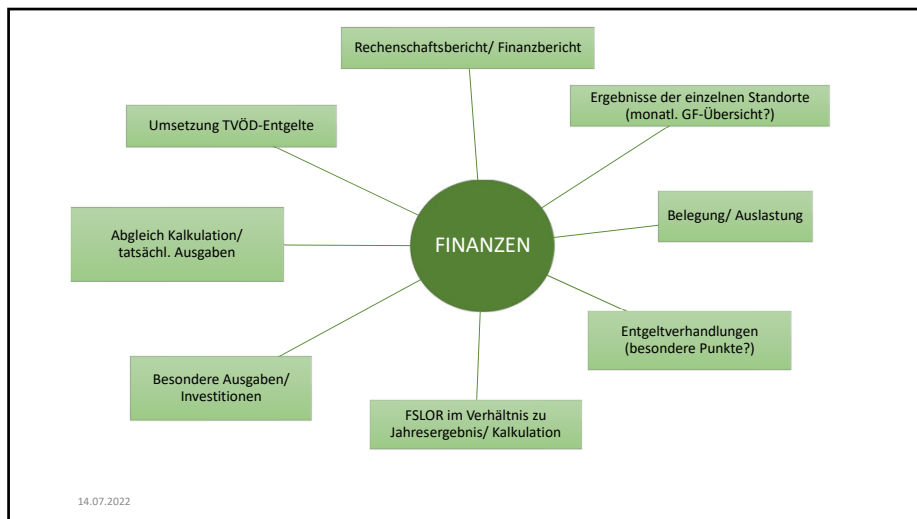 Rechenschaftsbericht/ Finanzbericht
Ergebnisse der einzelnen Standorte
(monatl. GF-Übersicht?)
Umsetzung TVÖD-Entgelte
Belegung/ Auslastung
Abgleich Kalkulation/
tatsächl. Ausgaben
FINANZEN
Entgeltverhandlungen
(besondere Punkte?)
Besondere Ausgaben/
Investitionen
FSLOR im Verhältnis zu
Jahresergebnis/ Kalkulation
14.07.2022